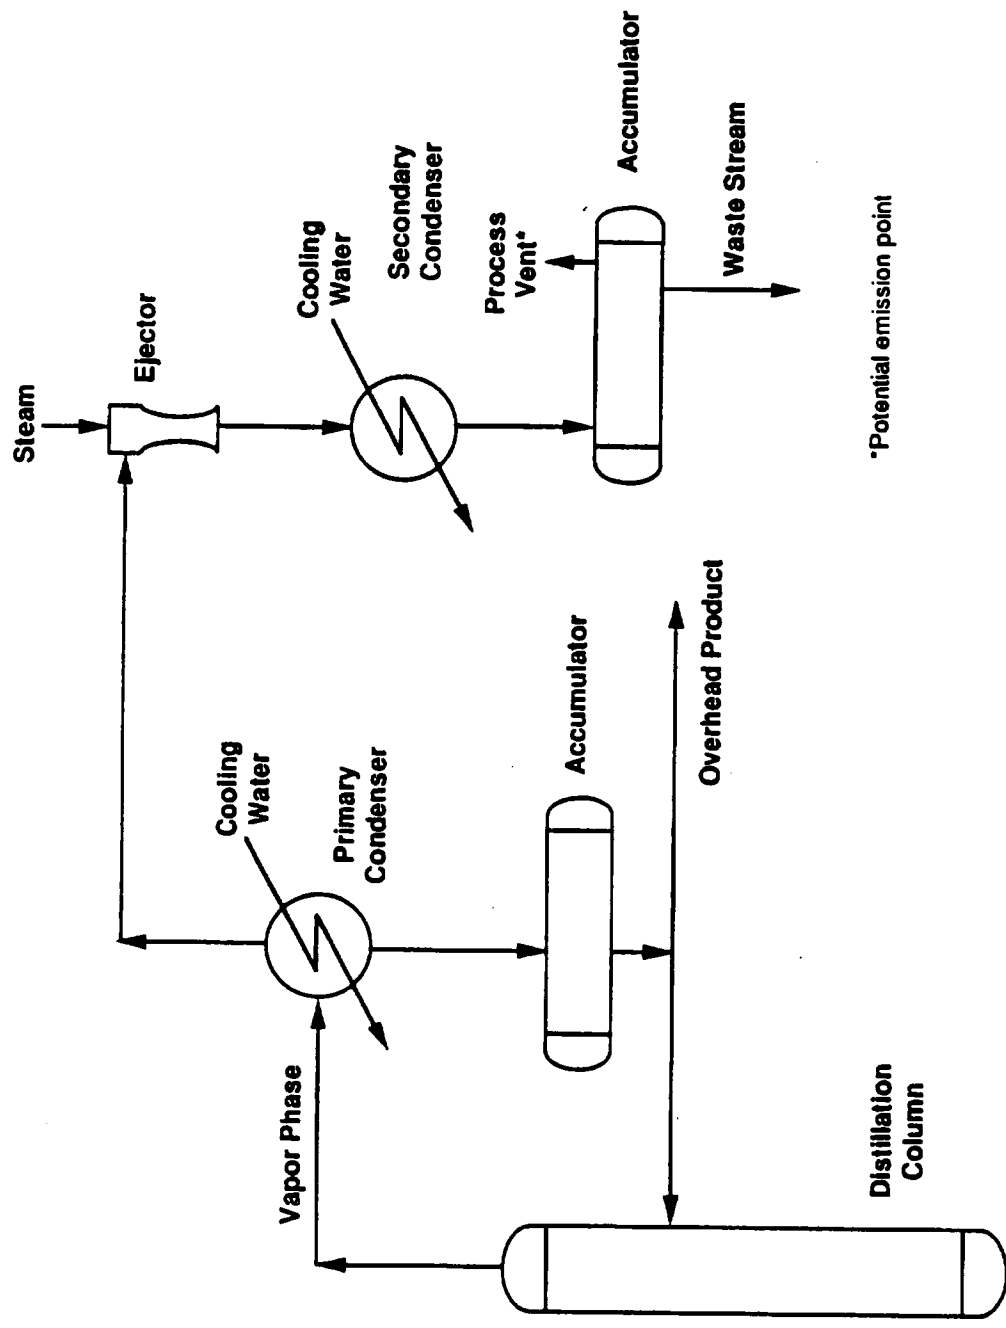 Steam
Ejector
Cooling
Water
Secondary
Condenser
Process
Vent*
Accumulator
Waste Stream
*Potential emission point
Cooling
Water
Primary
Condenser
Accumulator
Overhead Product
Vapor Phase
Distillation
Column